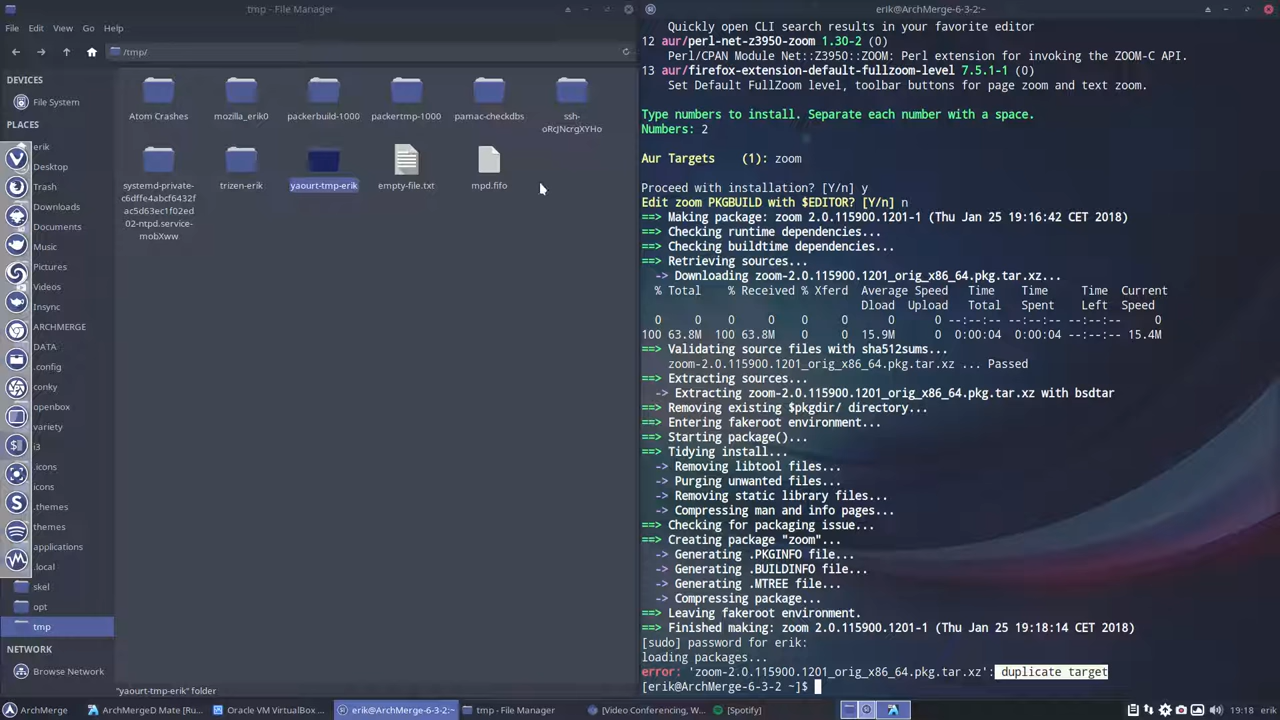 tmp - File Manager
File Edit View Go Help
/tmp/
DEVICES
File System
PLACES
erik
Desktop
Trash
Downloads
Documents
Music
Pictures
Videos
Insync
ARCHMERGE
DATA
.config
conky
openbox
variety
i3
.icons
icons
.themes
themes
applications
.local
skel
opt
tmp
NETWORK
Browse Network
Atom Crashes
mozilla_erik0
packerbuild-1000
packertmp-1000
pamac-checkdbs
ssh-
oRcJNcrgXYHo
systemd-private-
c6dffe4abcf6432f
ac5d63ec1f02ed
02-ntpd.service-
mobXww
trizen-erik
yaourt-tmp-erik
empty-file.txt
mpd.fifo
"yaourt-tmp-erik" folder
erik@ArchMerge-6-3-2:~
Quickly open CLI search results in your favorite editor
12 aur/perl-net-z3950-zoom 1.30-2 (0)
Perl/CPAN Module Net::Z3950::ZOOM: Perl extension for invoking the ZOOM-C API.
13 aur/firefox-extension-default-fullzoom-level 7.5.1-1 (0)
Set Default FullZoom level, toolbar buttons for page zoom and text zoom.
Type numbers to install. Separate each number with a space.
Numbers: 2
Aur Targets (1): zoom
Proceed with installation? [Y/n] y
Edit zoom PKGBUILD with $EDITOR? [Y/n] n
==> Making package: zoom 2.0.115900.1201-1 (Thu Jan 25 19:16:42 CET 2018)
==> Checking runtime dependencies...
==> Checking buildtime dependencies...
==> Retrieving sources...
-> Downloading zoom-2.0.115900.1201_orig_x86_64.pkg.tar.xz...
% Total % Received % Xferd Average Speed Time Time Time Current
Dload Upload Total Spent Left Speed
0 0 0 0 0 0 0 0 --:--:-- --:--:-- --:--:-- 0
100 63.8M 100 63.8M 0 0 15.9M 0 0:00:04 0:00:04 --:--:-- 15.4M
==> Validating source files with sha512sums...
zoom-2.0.115900.1201_orig_x86_64.pkg.tar.xz ... Passed
==> Extracting sources...
-> Extracting zoom-2.0.115900.1201_orig_x86_64.pkg.tar.xz with bsdtar
==> Removing existing $pkgdir/ directory...
==> Entering fakeroot environment...
==> Starting package()...
==> Tidying install...
-> Removing libtool files...
-> Purging unwanted files...
-> Removing static library files...
-> Compressing man and info pages...
==> Checking for packaging issue...
==> Creating package "zoom"...
-> Generating .PKGINFO file...
-> Generating .BUILDINFO file...
-> Generating .MTREE file...
-> Compressing package...
==> Leaving fakeroot environment.
==> Finished making: zoom 2.0.115900.1201-1 (Thu Jan 25 19:18:14 CET 2018)
[sudo] password for erik:
loading packages...
error: 'zoom-2.0.115900.1201_orig_x86_64.pkg.tar.xz': duplicate target
[erik@ArchMerge-6-3-2 ~]$
ArchMerge
ArchMergeD Mate [Runnin...
Oracle VM VirtualBox ...
erik@ArchMerge-6-3-2:~
tmp - File Manager
[Video Conferencing, W...
[Spotify]
19:18 erik